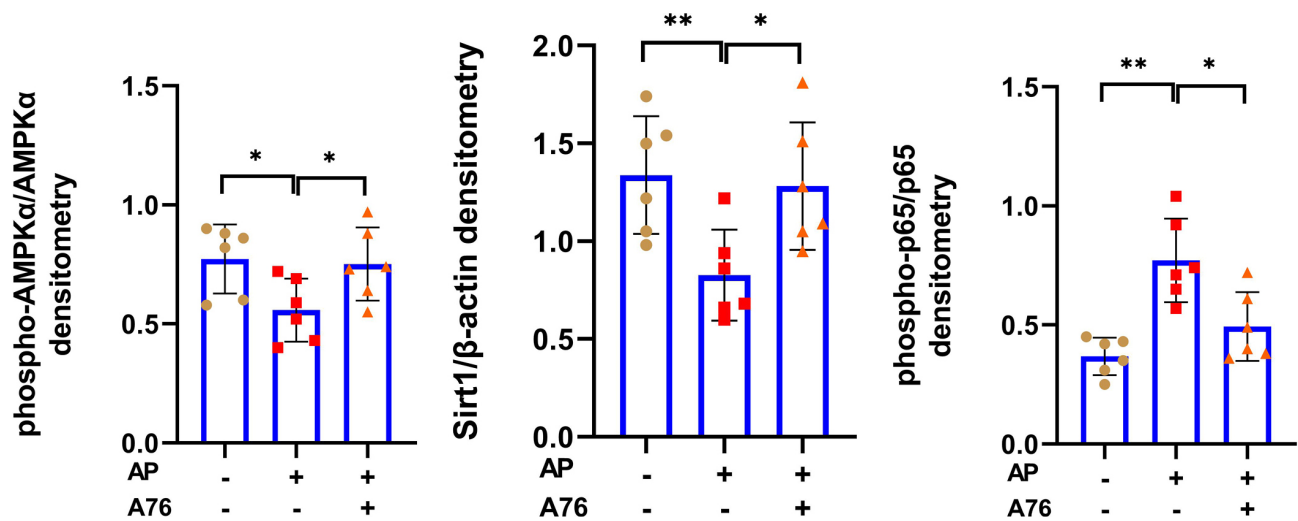 phospho-AMPKα/AMPKα
densitometry
1.5
1.0
0.5
0.0
* *
AP - + +
A76 - - +
Sirt1/β-actin densitometry
2.0
1.5
1.0
0.5
0.0
** *
AP - + +
A76 - - +
phospho-p65/p65
densitometry
1.5
1.0
0.5
0.0
** *
AP - + +
A76 - - +